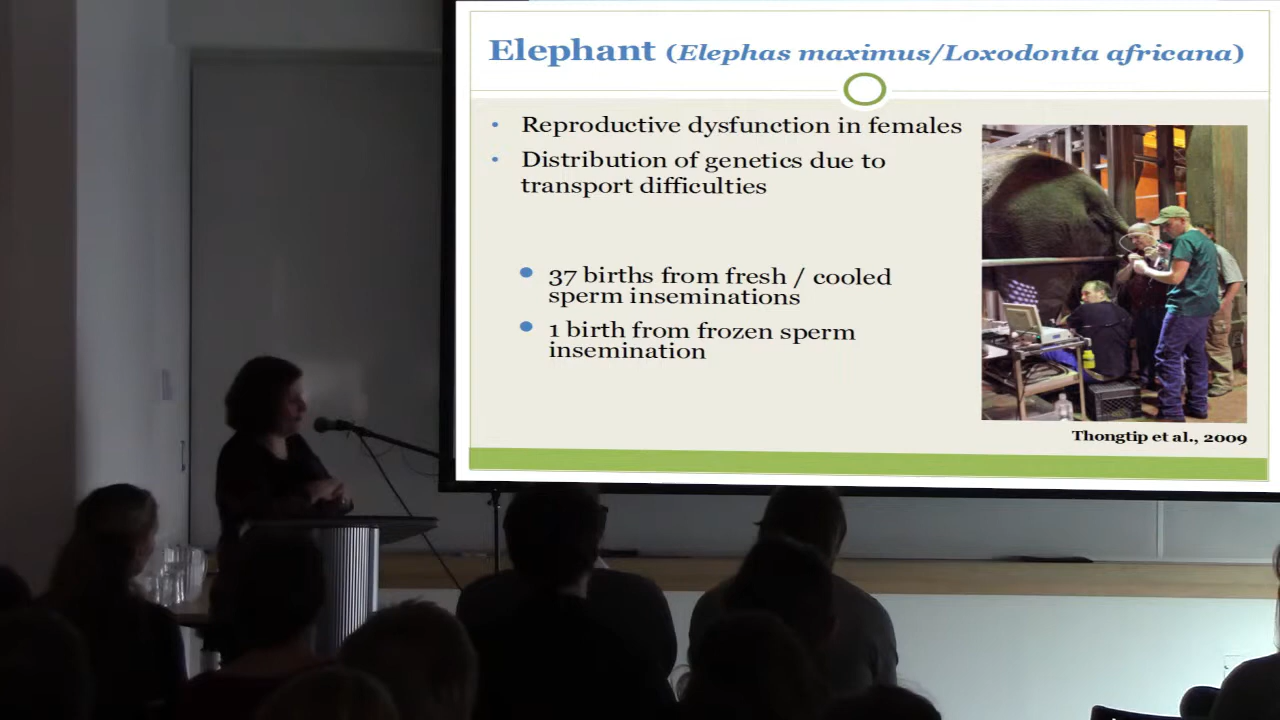 Elephant (Elephas maximus/Loxodonta africana)
• Reproductive dysfunction in females
• Distribution of genetics due to
transport difficulties
• 37 births from fresh / cooled
sperm inseminations
• 1 birth from frozen sperm
insemination
Thongtip et al., 2009